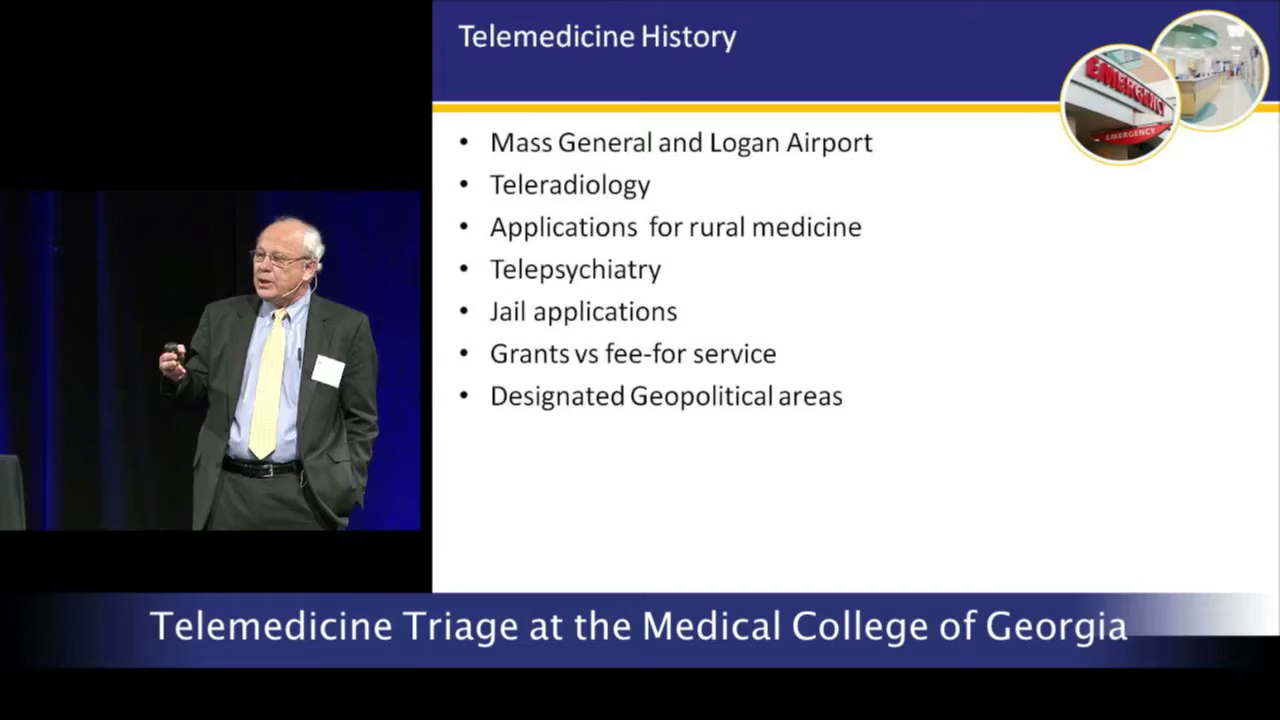 Telemedicine History
EMERGENCY
EMERGENCY
• Mass General and Logan Airport
• Teleradiology
• Applications for rural medicine
• Telepsychiatry
• Jail applications
• Grants vs fee-for service
• Designated Geopolitical areas
Telemedicine Triage at the Medical College of Georgia